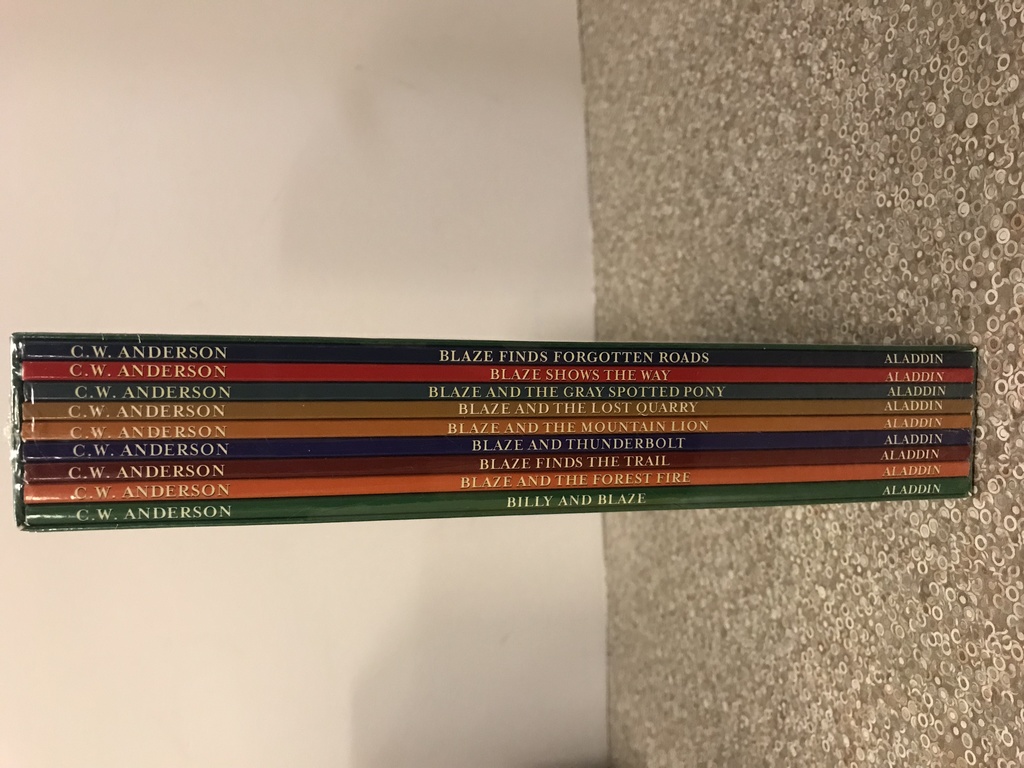 C.W. ANDERSON BLAZE FINDS FORGOTTEN ROADS ALADDIN
C.W. ANDERSON BLAZE SHOWS THE WAY ALADDIN
C.W. ANDERSON BLAZE AND THE GRAY SPOTTED PONY ALADDIN
C.W. ANDERSON BLAZE AND THE LOST QUARRY ALADDIN
C.W. ANDERSON BLAZE AND THE MOUNTAIN LION ALADDIN
C.W. ANDERSON BLAZE AND THUNDERBOLT ALADDIN
C.W. ANDERSON BLAZE FINDS THE TRAIL ALADDIN
C.W. ANDERSON BLAZE AND THE FOREST FIRE ALADDIN
C.W. ANDERSON BILLY AND BLAZE ALADDIN